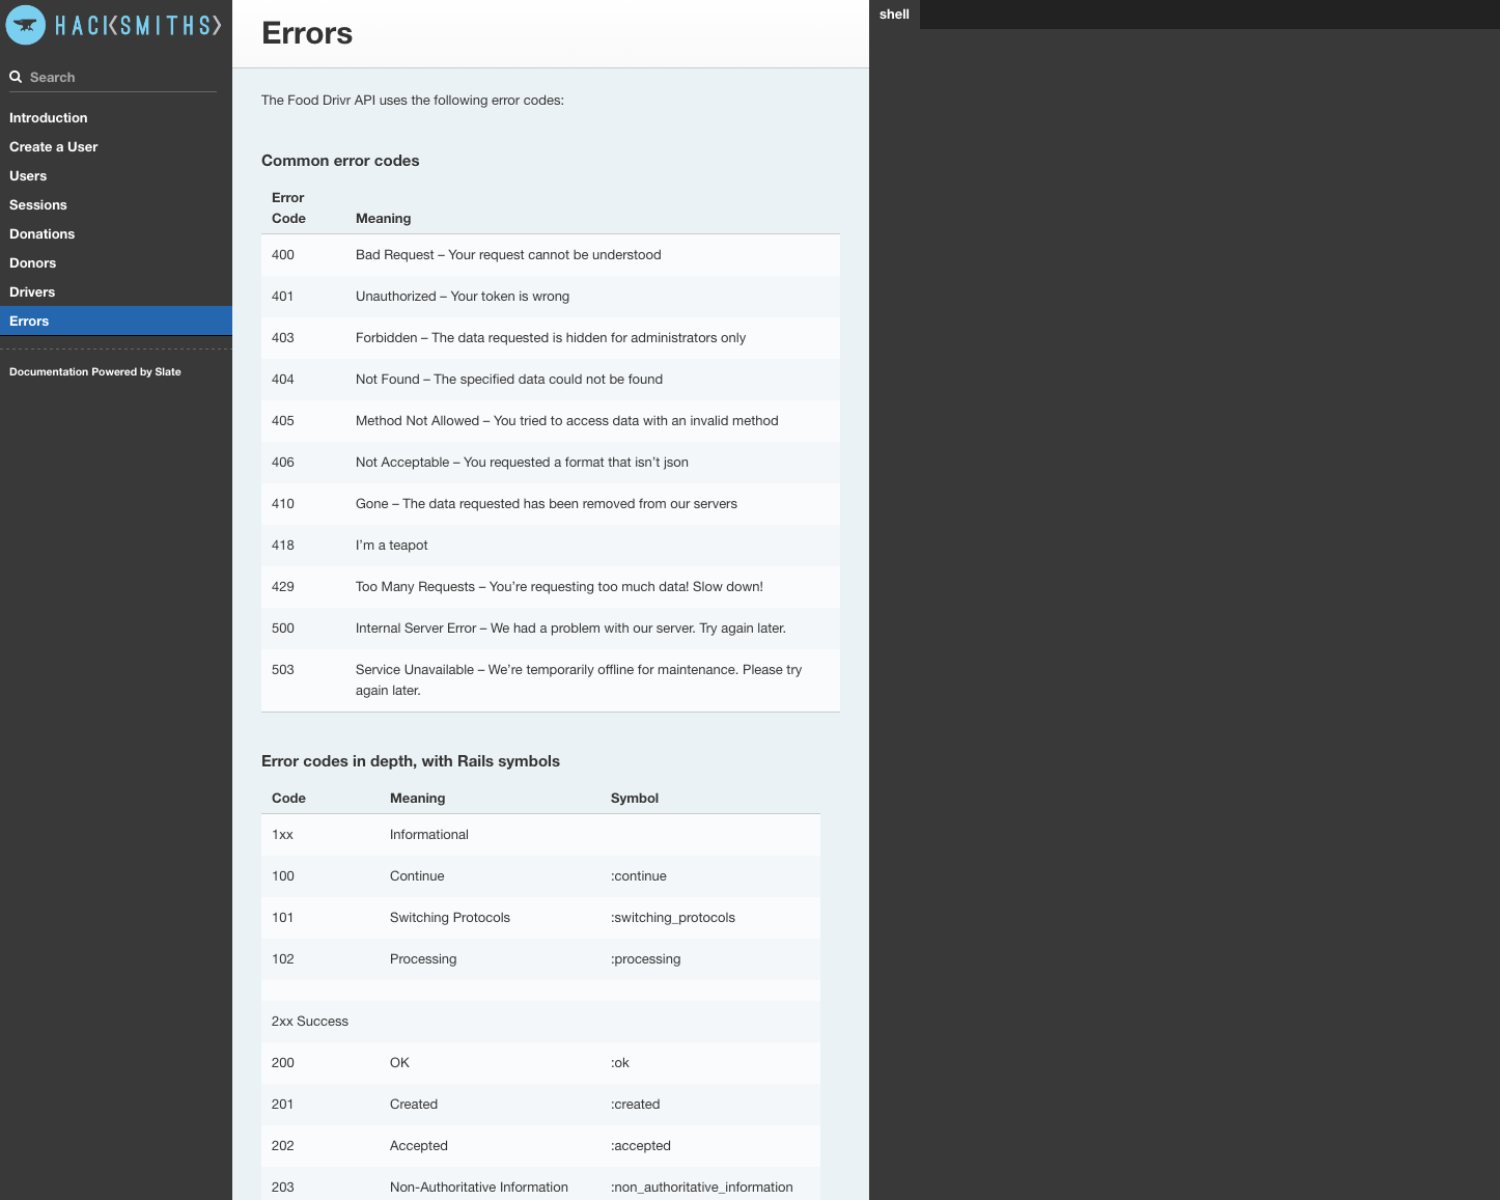 HACK<SMITHS>
Search
Introduction
Create a User
Users
Sessions
Donations
Donors
Drivers
Errors
Documentation Powered by Slate
Errors
The Food Drivr API uses the following error codes:
Common error codes
Error
Code Meaning
400 Bad Request – Your request cannot be understood
401 Unauthorized – Your token is wrong
403 Forbidden – The data requested is hidden for administrators only
404 Not Found – The specified data could not be found
405 Method Not Allowed – You tried to access data with an invalid method
406 Not Acceptable – You requested a format that isn’t json
410 Gone – The data requested has been removed from our servers
418 I’m a teapot
429 Too Many Requests – You’re requesting too much data! Slow down!
500 Internal Server Error – We had a problem with our server. Try again later.
503 Service Unavailable – We’re temporarily offline for maintenance. Please try
again later.
Error codes in depth, with Rails symbols
Code Meaning Symbol
1xx Informational
100 Continue :continue
101 Switching Protocols :switching_protocols
102 Processing :processing
2xx Success
200 OK :ok
201 Created :created
202 Accepted :accepted
203 Non-Authoritative Information :non_authoritative_information
shell